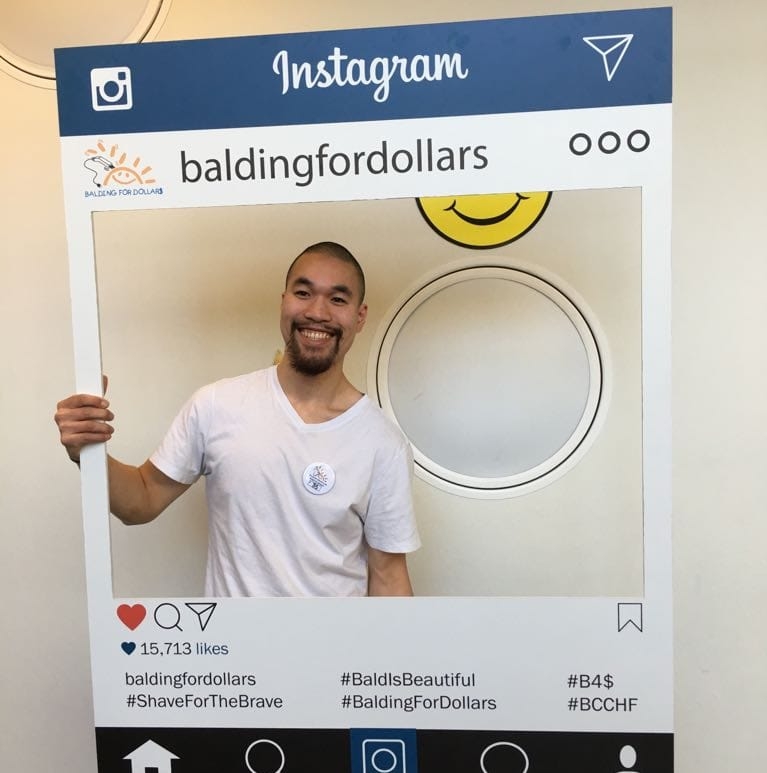 Instagram
BALDING FOR DOLLARS
baldingfordollars
15,713 likes
baldingfordollars
#ShaveForTheBrave
#BaldIsBeautiful
#BaldingForDollars
#B4$
#BCCHF